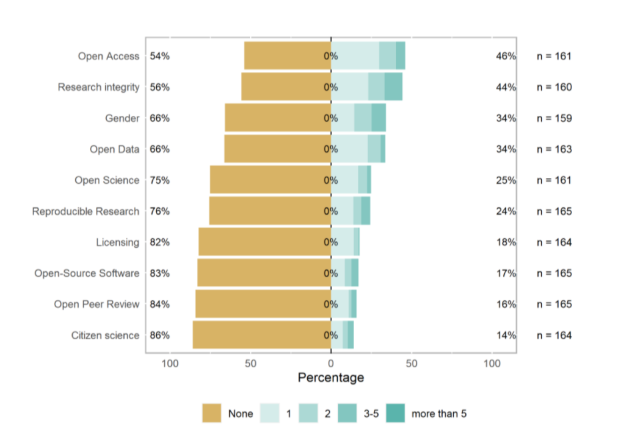 Open Access 54% 0% 46% n = 161
Research integrity 56% 0% 44% n = 160
Gender 66% 0% 34% n = 159
Open Data 66% 0% 34% n = 163
Open Science 75% 0% 25% n = 161
Reproducible Research 76% 0% 24% n = 165
Licensing 82% 0% 18% n = 164
Open-Source Software 83% 0% 17% n = 165
Open Peer Review 84% 0% 16% n = 165
Citizen science 86% 0% 14% n = 164
100 50 0 50 100
Percentage
None 1 2 3-5 more than 5